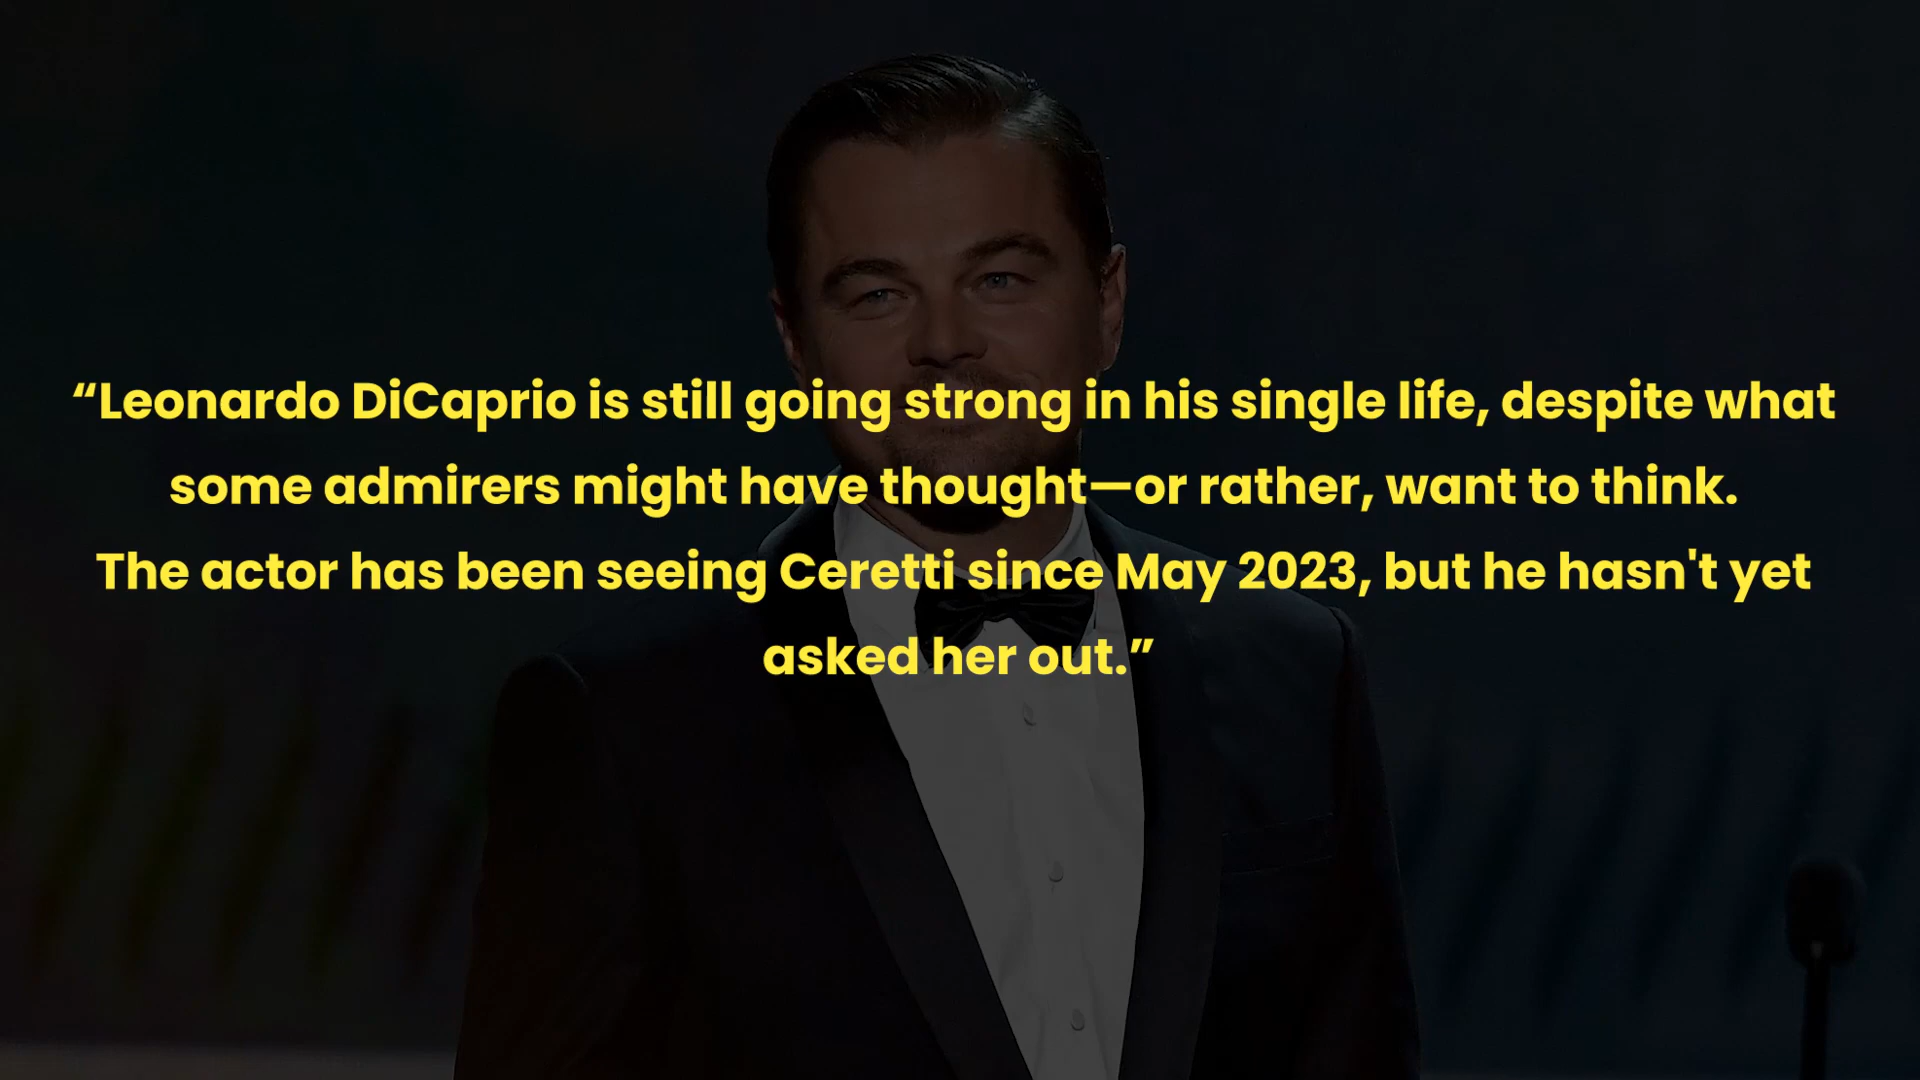 “Leonardo DiCaprio is still going strong in his single life, despite what
some admirers might have thought—or rather, want to think.
The actor has been seeing Ceretti since May 2023, but he hasn't yet
asked her out.”